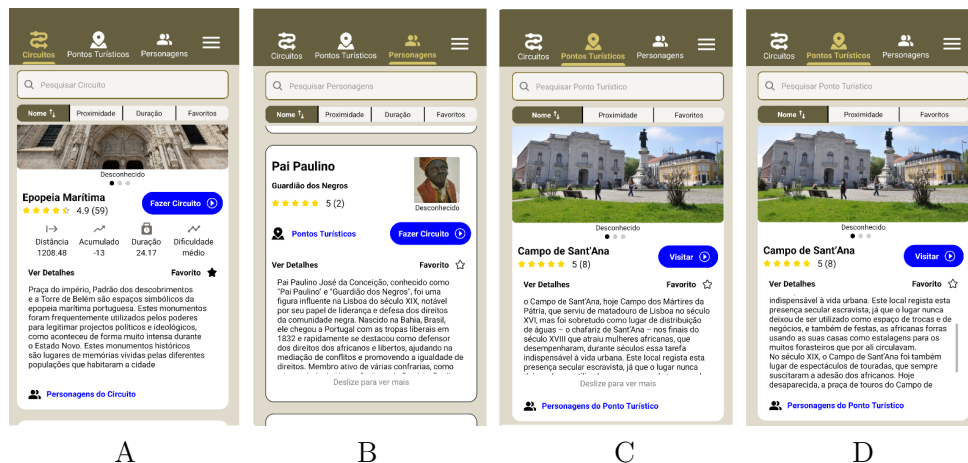 Circuitos Pontos Turísticos Personagens
Pesquisar Circuito
Nome Proximidade Duração Favoritos
Desconhecido
Epopeia Marítima
4.9 (59)
Fazer Circuito
Distância Acumulado Duração Dificuldade
1208.48 -13 24.17 médio
Ver Detalhes Favorito
Praça do império, Padrão dos descobrimentos
e a Torre de Belém são espaços simbólicos da
epopeia marítima portuguesa. Estes monumentos
foram frequentemente utilizados pelos poderes
para legitimar projetos políticos e ideológicos,
como aconteceu de forma muito intensa durante
o Estado Novo. Estes monumentos históricos
são lugares de memórias vividas pelas diferentes
populações que habitaram a cidade
Personagens do Circuito
A
Circuitos Pontos Turísticos Personagens
Pesquisar Personagens
Nome Proximidade Duração Favoritos
Pai Paulino
Guardião dos Negros
5 (2)
Desconhecido
Pontos Turísticos
Fazer Circuito
Ver Detalhes Favorito
Pai Paulino José da Conceição, conhecido como
"Pai Paulino" e "Guardião dos Negros", foi uma
figura influente na Lisboa do século XIX, notável
por seu papel de liderança e defesa dos direitos
da comunidade negra. Nascido na Bahia, Brasil,
ele chegou a Portugal com as tropas liberais em
1832 e rapidamente se destacou como defensor
dos direitos dos africanos e libertos, ajudando na
mediação de conflitos e promovendo a igualdade de
direitos. Membro ativo de várias confrarias, como
Deslize para ver mais
B
Circuitos Pontos Turísticos Personagens
Pesquisar Ponto Turístico
Nome Proximidade Favoritos
Desconhecido
Campo de Sant'Ana
5 (8)
Visitar
Ver Detalhes Favorito
o Campo de Sant'Ana, hoje Campo dos Mártires da
Pátria, que serviu de matadouro de Lisboa no século
XVI, mas foi sobretudo como lugar de distribuição
de águas – o chafariz de Sant'Ana – nos finais do
século XVIII que atraiu mulheres africanas, que
desempenharam, durante séculos essa tarefa
indispensável à vida urbana. Este local regista esta
presença secular escravista, já que o lugar nunca
Deslize para ver mais
Personagens do Ponto Turístico
C
Circuitos Pontos Turísticos Personagens
Pesquisar Ponto Turístico
Nome Proximidade Favoritos
Desconhecido
Campo de Sant'Ana
5 (8)
Visitar
Ver Detalhes Favorito
indispensável à vida urbana. Este local regista esta
presença secular escravista, já que o lugar nunca
deixou de ser utilizado como espaço de trocas e de
negócios, e também de festas, as africanas forras
usando as suas casas como estalagens para os
muitos forasteiros que por ali circulavam.
No século XIX, o Campo de Sant'Ana foi também
lugar de espectáculos de touradas, que sempre
suscitaram a adesão dos africanos. Hoje
desaparecida, a praça de touros do Campo de
Personagens do Ponto Turístico
D